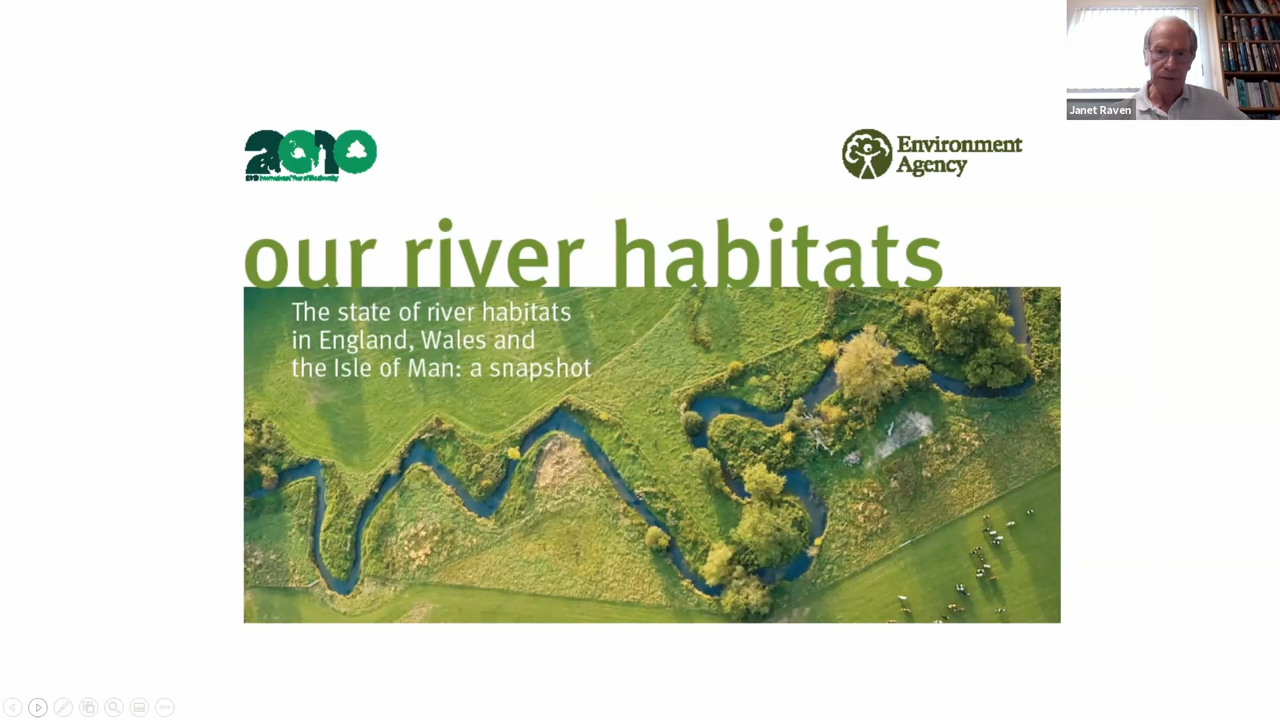 Janet Raven
2010
Environment
Agency
our river habitats
The state of river habitats
in England, Wales and
the Isle of Man: a snapshot